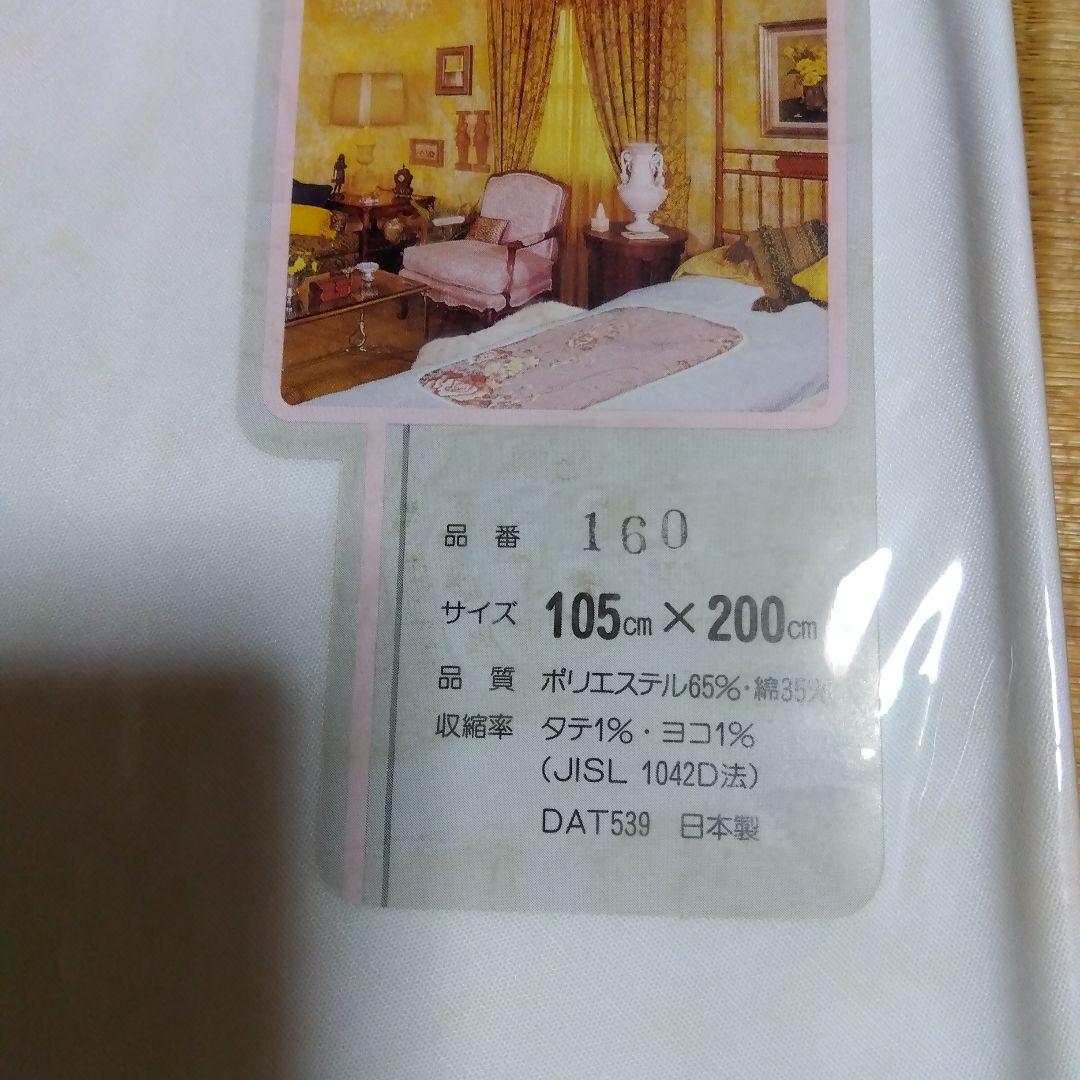 品番 160
サイズ 105cm×200cm
品質 ポリエステル65%・綿35%
収縮率 タテ1%・ヨコ1%
(JISL 1042D法)
DAT539 日本製